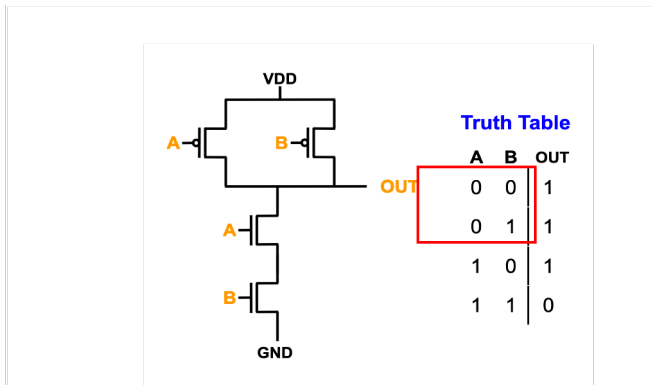 VDD
A
B
OUT
A
B
GND
Truth Table
A B OUT
0 0 1
0 1 1
1 0 1
1 1 0